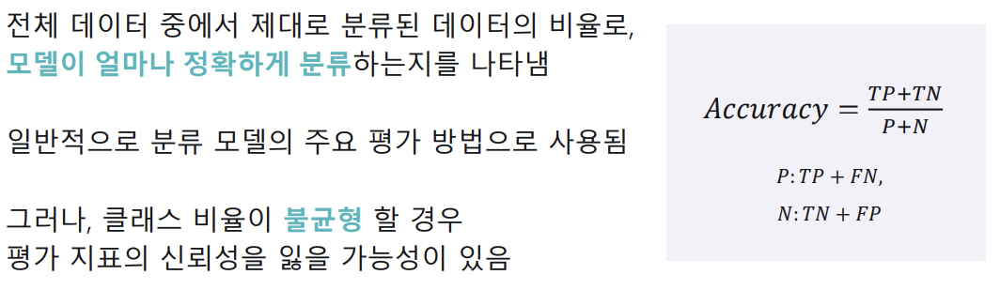 전체 데이터 중에서 제대로 분류된 데이터의 비율로,
모델이 얼마나 정확하게 분류하는지를 나타냄
일반적으로 분류 모델의 주요 평가 방법으로 사용됨
그러나, 클래스 비율이 불균형 할 경우
평가 지표의 신뢰성을 잃을 가능성이 있음
Accuracy = TP+TN / P+N
P: TP + FN,
N: TN + FP